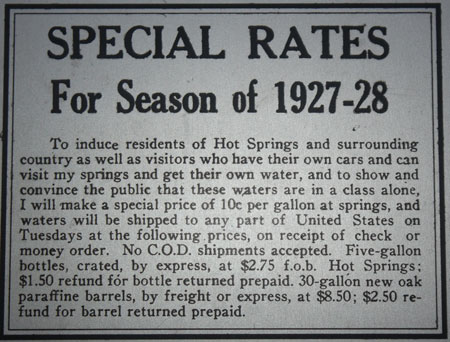 SPECIAL RATES
For Season of 1927-28
To induce residents of Hot Springs and surrounding
country as well as visitors who have their own cars and can
visit my springs and get their own water, and to show and
convince the public that these waters are in a class alone,
I will make a special price of 10c per gallon at springs, and
waters will be shipped to any part of United States on
Tuesdays at the following prices, on receipt of check or
money order. No C.O.D. shipments accepted. Five-gallon
bottles, crated, by express, at $2.75 f.o.b. Hot Springs;
$1.50 refund for bottle returned prepaid. 30-gallon new oak
paraffine barrels, by freight or express, at $8.50; $2.50 re-
fund for barrel returned prepaid.